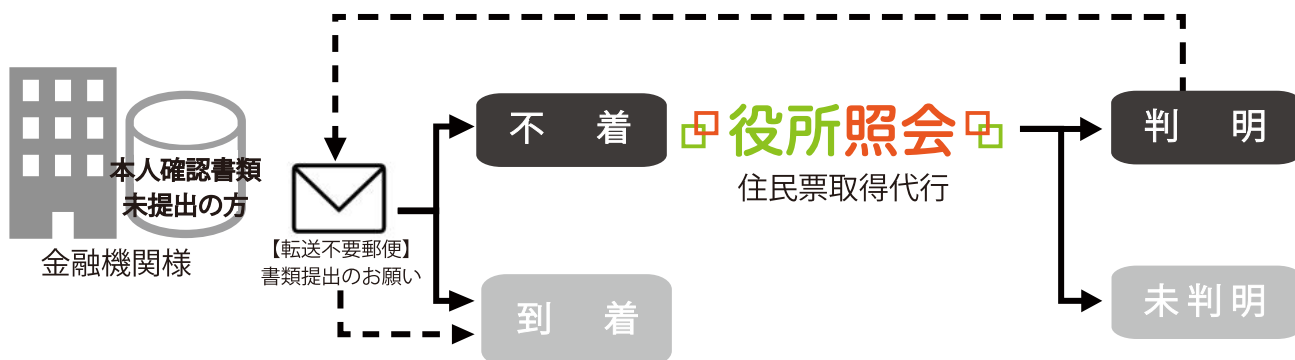 本人確認書類
未提出の方
金融機関様
【転送不要郵便】
書類提出のお願い
不着
到着
役所照会
住民票取得代行
判明
未判明